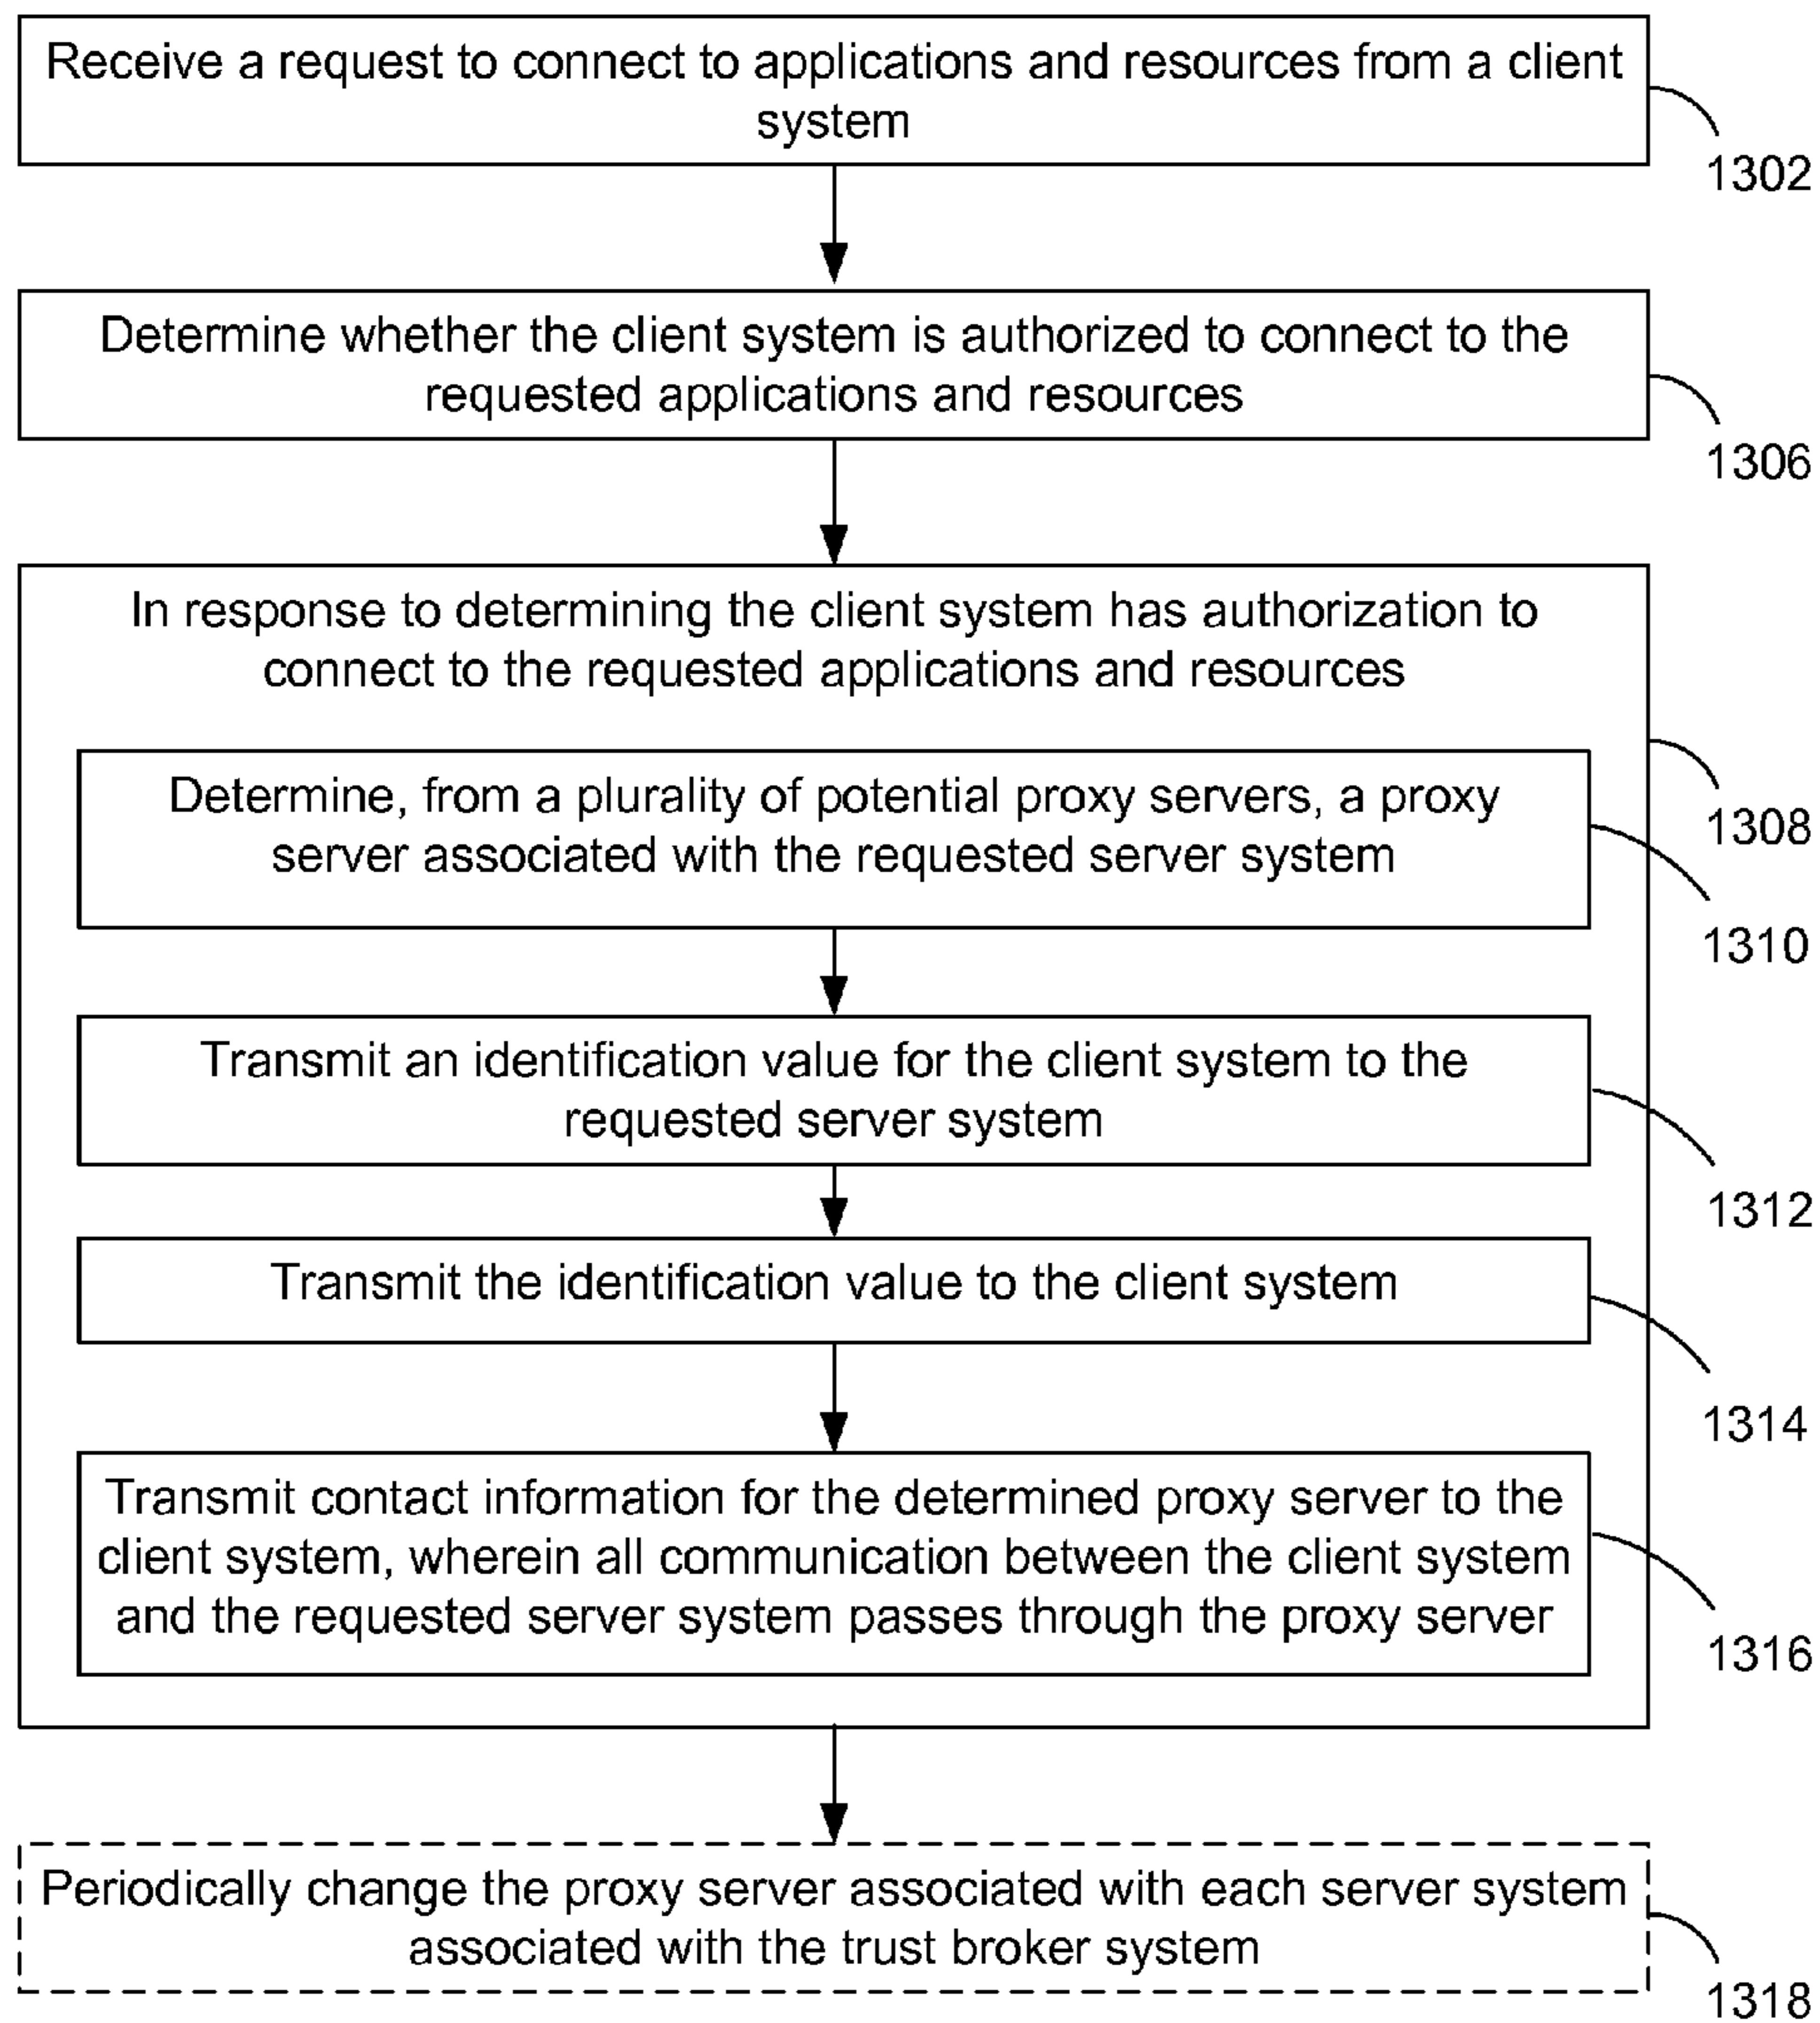 Receive a request to connect to applications and resources from a client
system
1302
Determine whether the client system is authorized to connect to the
requested applications and resources
1306
In response to determining the client system has authorization to
connect to the requested applications and resources
1308
Determine, from a plurality of potential proxy servers, a proxy
server associated with the requested server system
1310
Transmit an identification value for the client system to the
requested server system
1312
Transmit the identification value to the client system
1314
Transmit contact information for the determined proxy server to the
client system, wherein all communication between the client system
and the requested server system passes through the proxy server
1316
Periodically change the proxy server associated with each server system
associated with the trust broker system
1318